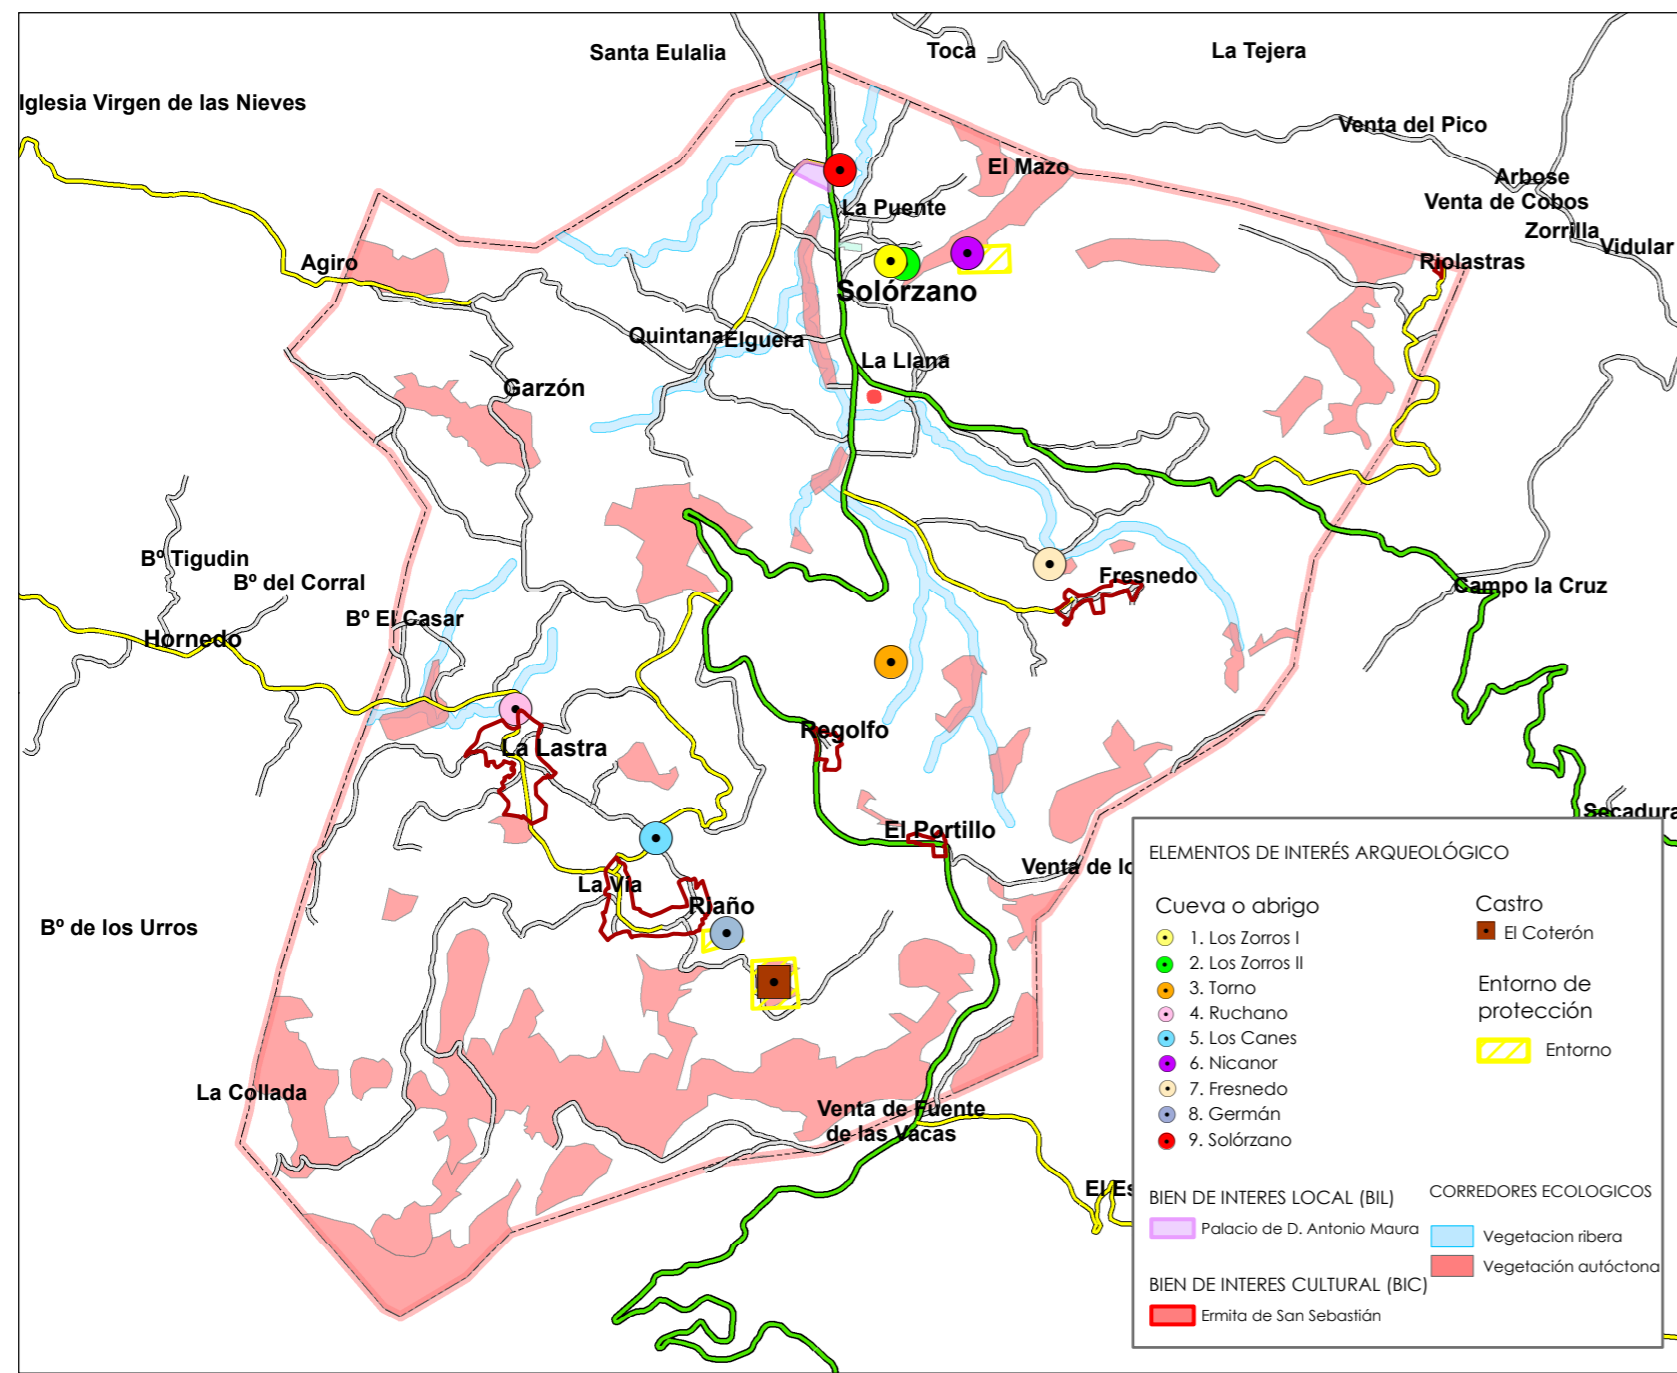 Santa Eulalia
Toca
La Tejera
Iglesia Virgen de las Nieves
Venta del Pico
El Mazo
Arbose
Venta de Cobos
La Puente
Zorrilla
Vidular
Agiro
Riolastras
Solórzano
Quintana
Elguera
La Llana
Garzón
Bº Tigudin
Bº del Corral
Fresnedo
Campo la Cruz
Bº El Casar
Hornedo
Regolfo
La Lastra
Secadura
El Portillo
Venta de lo
La Vía
Riaño
Bº de los Urros
La Collada
Venta de Fuente
de las Vacas
El Es
ELEMENTOS DE INTERÉS ARQUEOLÓGICO
Cueva o abrigo
1. Los Zorros I
2. Los Zorros II
3. Torno
4. Ruchano
5. Los Canes
6. Nicanor
7. Fresnedo
8. Germán
9. Solórzano
Castro
El Coterón
Entorno de
protección
Entorno
BIEN DE INTERES LOCAL (BIL)
Palacio de D. Antonio Maura
BIEN DE INTERES CULTURAL (BIC)
Ermita de San Sebastián
CORREDORES ECOLOGICOS
Vegetacion ribera
Vegetación autóctona